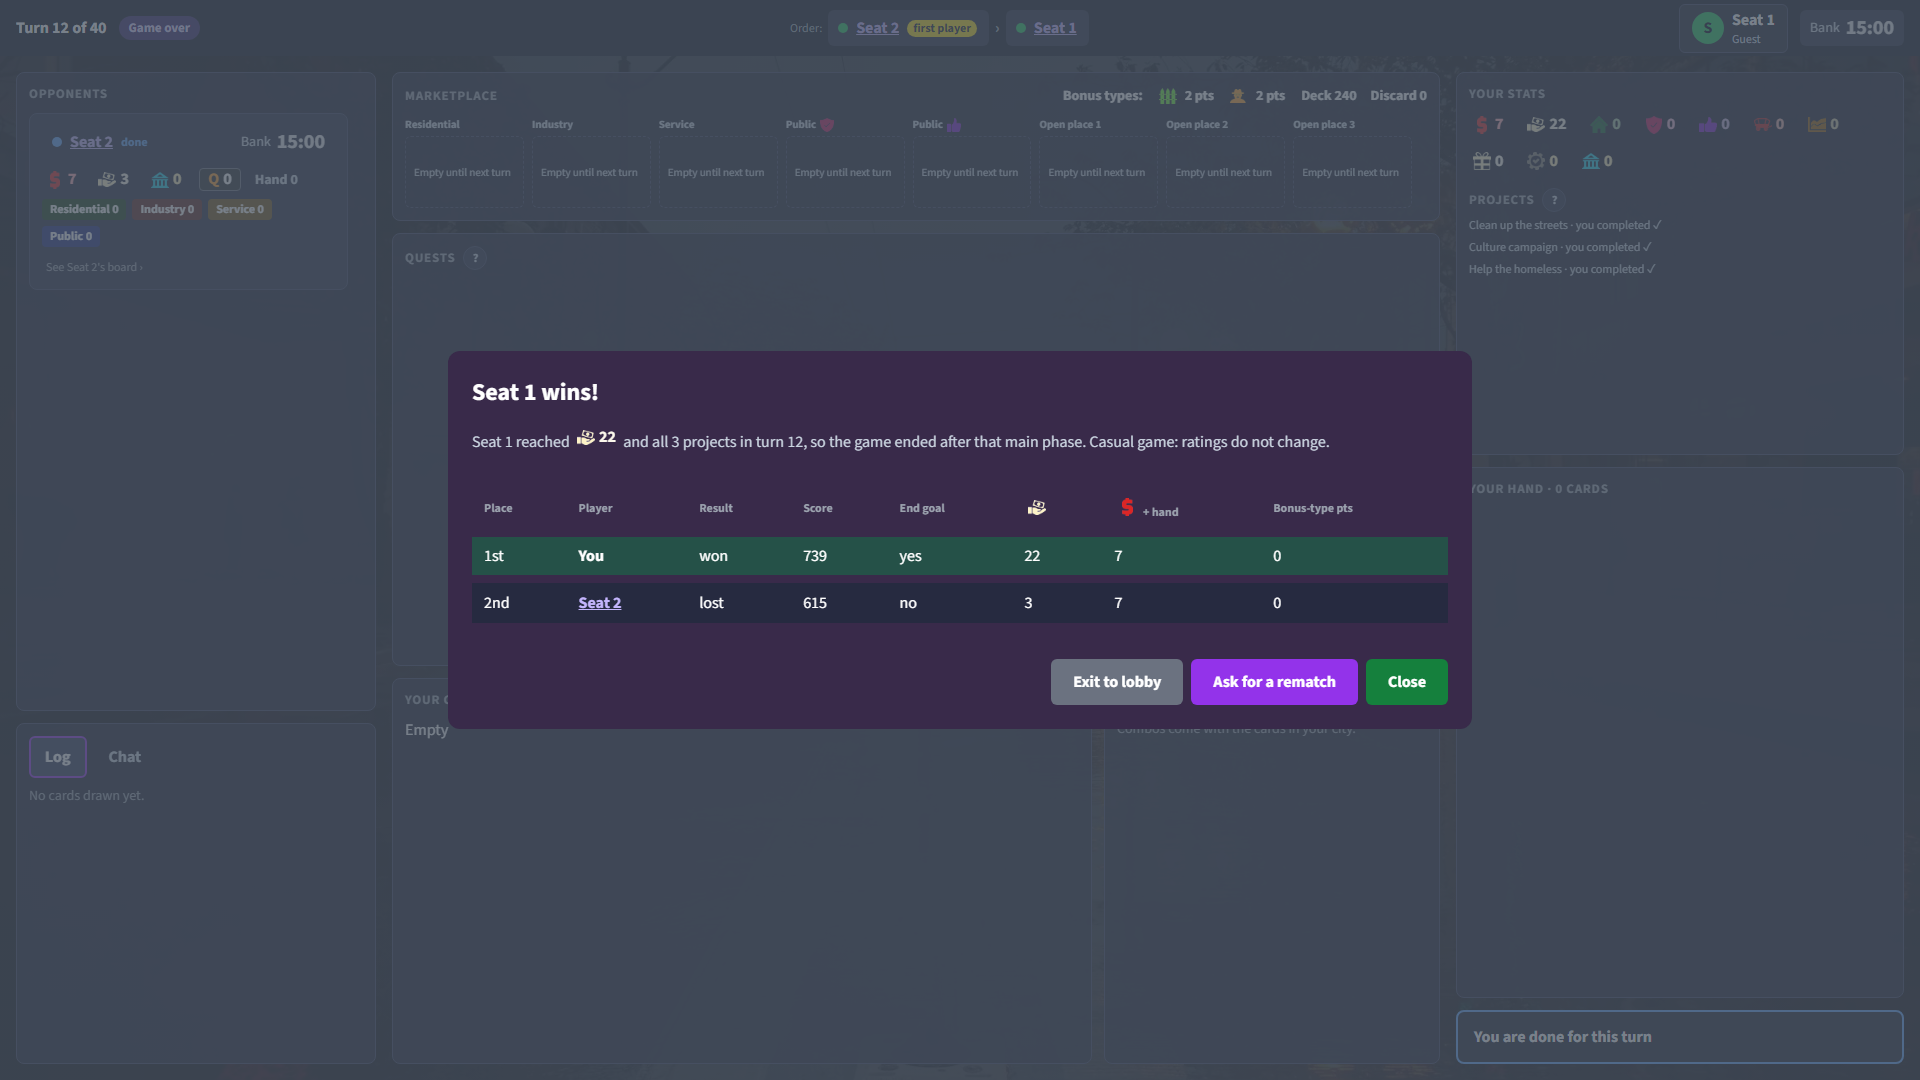 Turn 12 of 40 Game over
Order: Seat 2 first player › Seat 1
S Seat 1 Guest
Bank 15:00
OPPONENTS
Seat 2 done Bank 15:00
7 3 0 Q 0 Hand 0
Residential 0 Industry 0 Service 0
Public 0
See Seat 2's board ›
MARKETPLACE
Bonus types: 2 pts 2 pts Deck 240 Discard 0
Residential Industry Service Public Public Open place 1 Open place 2 Open place 3
Empty until next turn Empty until next turn Empty until next turn Empty until next turn Empty until next turn Empty until next turn Empty until next turn Empty until next turn
QUESTS ?
YOUR STATS
7 22 0 0 0 0 0
0 0 0
PROJECTS ?
Clean up the streets · you completed ✓
Culture campaign · you completed ✓
Help the homeless · you completed ✓
Seat 1 wins!
Seat 1 reached 22 and all 3 projects in turn 12, so the game ended after that main phase. Casual game: ratings do not change.
Place Player Result Score End goal $ + hand Bonus-type pts
1st You won 739 yes 22 7 0
2nd Seat 2 lost 615 no 3 7 0
Exit to lobby Ask for a rematch Close
YOUR HAND · 0 CARDS
YOUR
Empty
Combos come with the cards in your city.
Log Chat
No cards drawn yet.
You are done for this turn